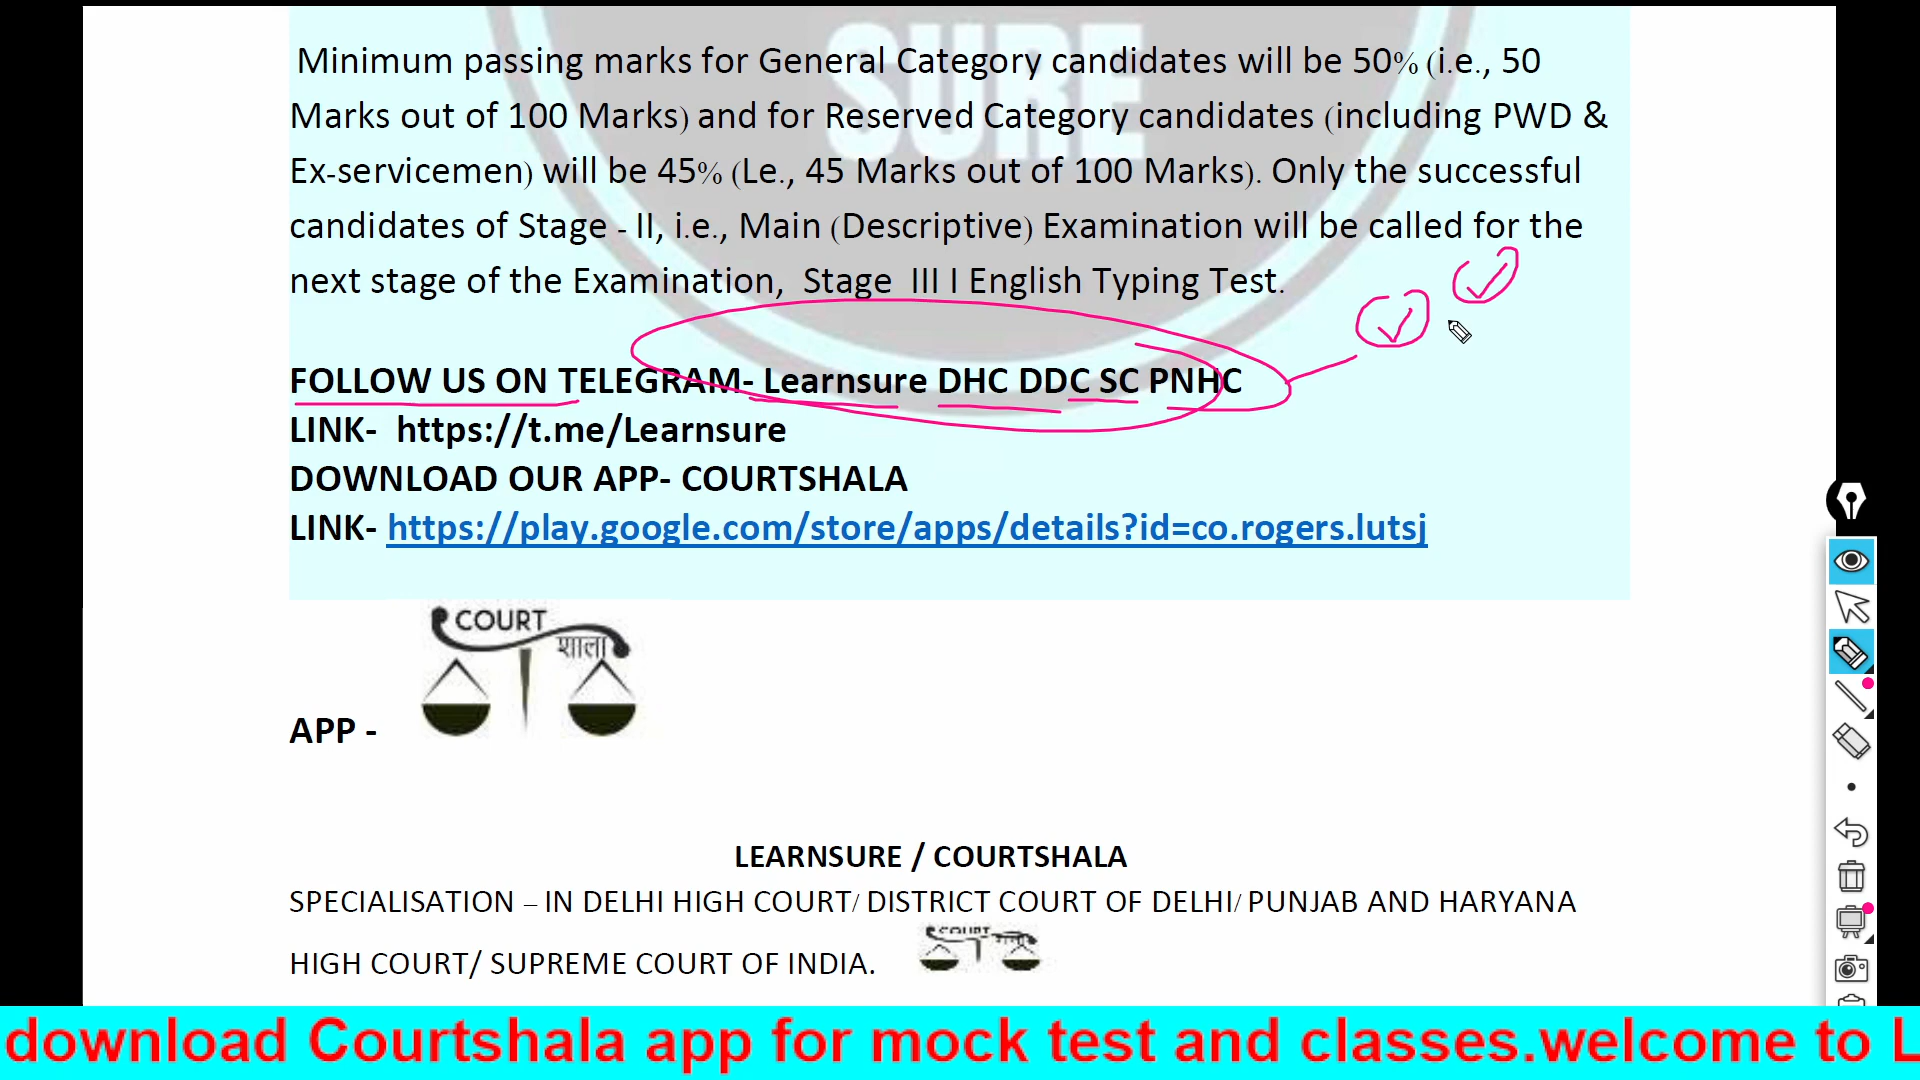 SURE
Minimum passing marks for General Category candidates will be 50% (i.e., 50
Marks out of 100 Marks) and for Reserved Category candidates (including PWD &
Ex-servicemen) will be 45% (Le., 45 Marks out of 100 Marks). Only the successful
candidates of Stage - II, i.e., Main (Descriptive) Examination will be called for the
next stage of the Examination, Stage III I English Typing Test.
FOLLOW US ON TELEGRAM- Learnsure DHC DDC SC PNHC
LINK- https://t.me/Learnsure
DOWNLOAD OUR APP- COURTSHALA
LINK- https://play.google.com/store/apps/details?id=co.rogers.lutsj
COURT
शाला
APP -
LEARNSURE / COURTSHALA
SPECIALISATION – IN DELHI HIGH COURT/ DISTRICT COURT OF DELHI/ PUNJAB AND HARYANA
HIGH COURT/ SUPREME COURT OF INDIA.
COURT
शाला
download Courtshala app for mock test and classes.welcome to L